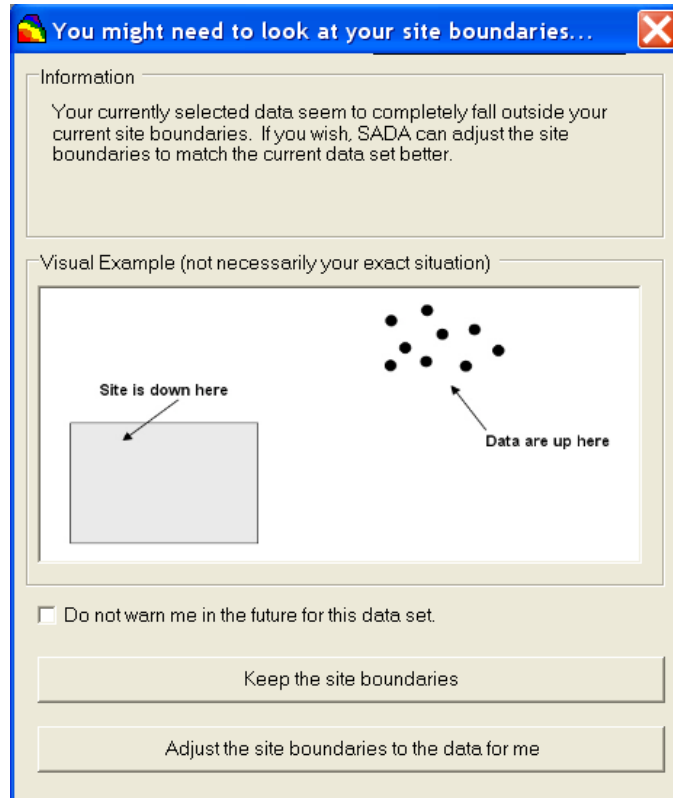 You might need to look at your site boundaries...
Information
Your currently selected data seem to completely fall outside your
current site boundaries. If you wish, SADA can adjust the site
boundaries to match the current data set better.
Visual Example (not necessarily your exact situation)
Site is down here
Data are up here
Do not warn me in the future for this data set.
Keep the site boundaries
Adjust the site boundaries to the data for me